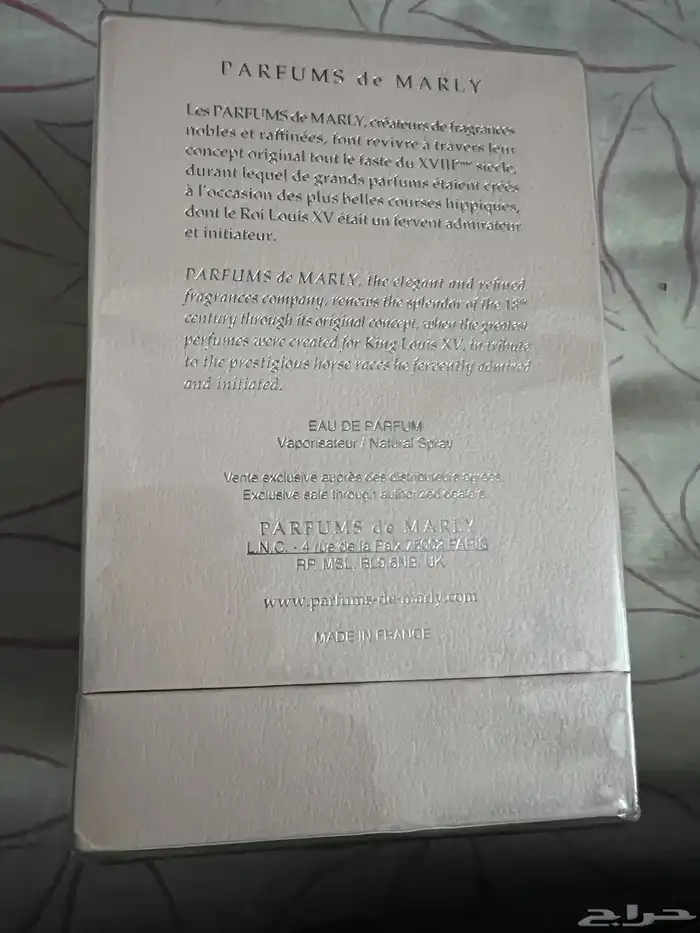 PARFUMS de MARLY
Les PARFUMS de MARLY, créateurs de fragrances
nobles et raffinées, font revivre à travers leur
concept original tout le faste du XVIIIème siècle,
durant lequel de grands parfums étaient créés
à l'occasion des plus belles courses hippiques,
dont le Roi Louis XV était un fervent admirateur
et initiateur.
PARFUMS de MARLY, the elegant and refined
fragrances company, renews the splendor of the 18th
century through its original concept, when the greatest
perfumes were created for King Louis XV, in tribute
to the prestigious horse races he fervently admired
and initiated.
EAU DE PARFUM
Vaporisateur / Natural Spray
Vente exclusive auprès des distributeurs agréés
Exclusive sale through authorized dealers.
PARFUMS de MARLY
L.N.C. - 4 rue de la Paix 75002 PARIS
RP, MSL, RL9 5NB, UK
www.parfums-de-marly.com
MADE IN FRANCE
حراج